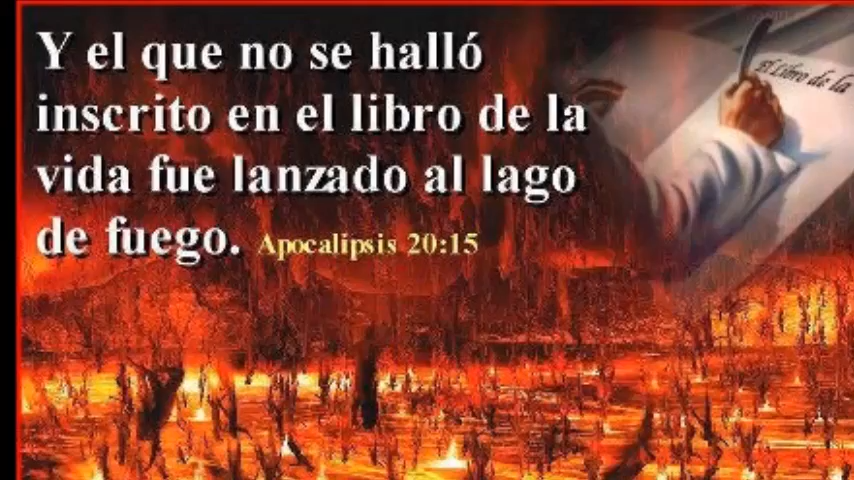 Y el que no se halló
inscrito en el libro de la
vida fue lanzado al lago
de fuego. Apocalipsis 20:15
El Libro de la